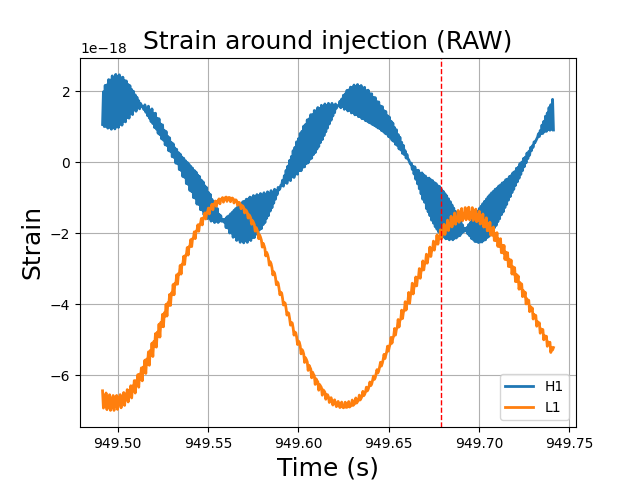 Strain around injection (RAW)
1e−18
2
0
−2
−4
−6
Strain
949.50 949.55 949.60 949.65 949.70 949.75
Time (s)
H1
L1